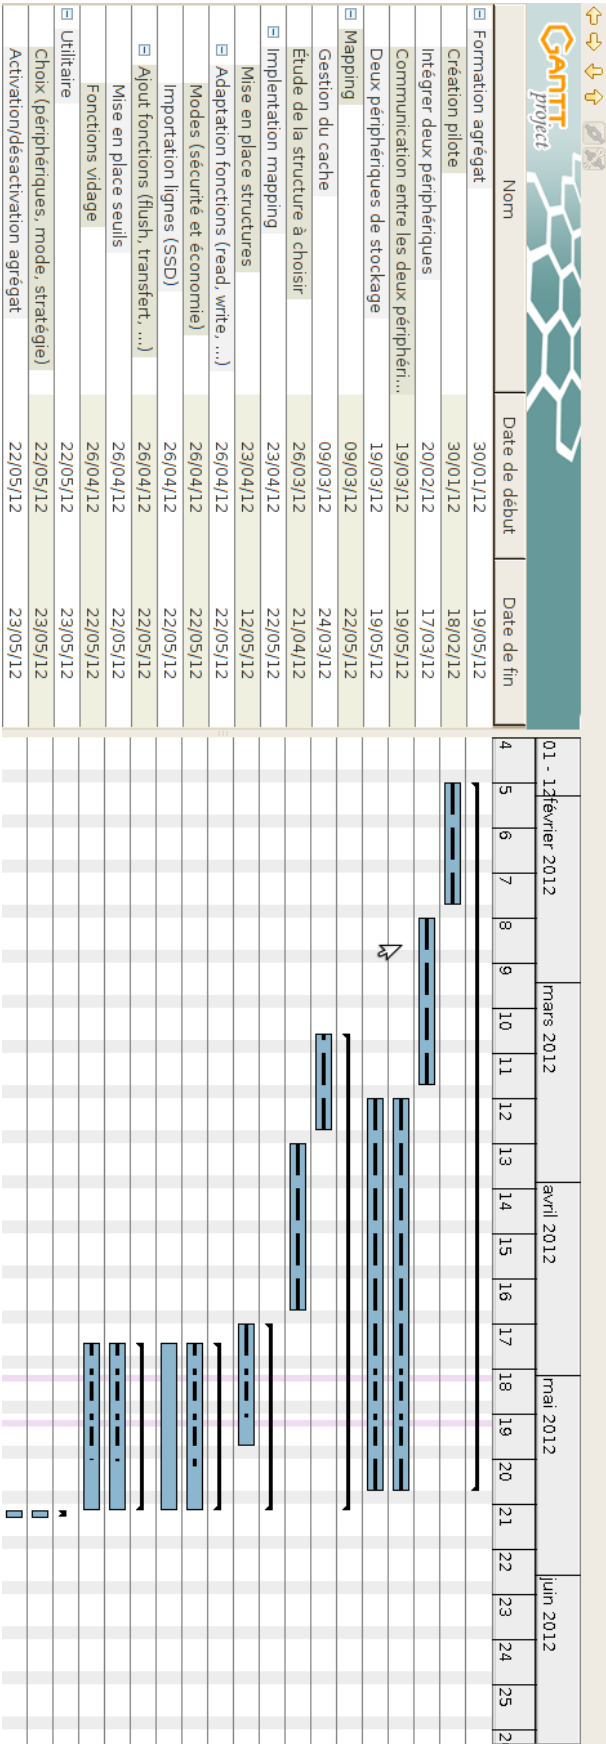 GANTT
project
Nom Date de début Date de fin
Formation agrégat 30/01/12 19/05/12
Création pilote 30/01/12 18/02/12
Intégrer deux périphériques 20/02/12 17/03/12
Communication entre les deux périphéri... 19/03/12 19/05/12
Deux périphériques de stockage 19/03/12 19/05/12
Mapping 09/03/12 22/05/12
Gestion du cache 09/03/12 24/03/12
Étude de la structure à choisir 26/03/12 21/04/12
Implentation mapping 23/04/12 22/05/12
Mise en place structures 23/04/12 12/05/12
Adaptation fonctions (read, write, ...) 26/04/12 22/05/12
Modes (sécurité et économie) 26/04/12 22/05/12
Importation lignes (SSD) 26/04/12 22/05/12
Ajout fonctions (flush, transfert, ...) 26/04/12 22/05/12
Mise en place seuils 26/04/12 22/05/12
Fonctions vidage 26/04/12 22/05/12
Utilitaire 22/05/12 23/05/12
Choix (périphériques, mode, stratégie) 22/05/12 23/05/12
Activation/désactivation agrégat 22/05/12 23/05/12
01 - 12 février 2012 mars 2012 avril 2012 mai 2012 juin 2012
4 5 6 7 8 9 10 11 12 13 14 15 16 17 18 19 20 21 22 23 24 25